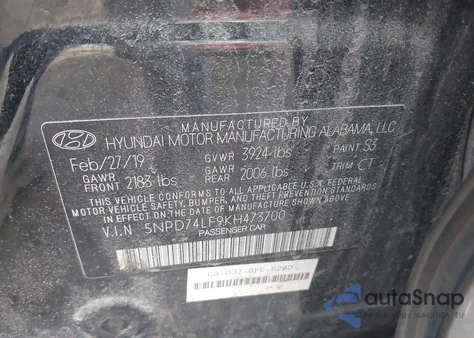 MANUFACTURED BY
HYUNDAI MOTOR MANUFACTURING ALABAMA, LLC
Feb/27/19 GVWR 3924 lbs PAINT S3
GAWR FRONT 2183 lbs GAWR REAR 2006 lbs TRIM CT
THIS VEHICLE CONFORMS TO ALL APPLICABLE U.S.A. FEDERAL
MOTOR VEHICLE SAFETY, BUMPER, AND THEFT PREVENTION
STANDARDS IN EFFECT ON THE DATE OF MANUFACTURE SHOWN ABOVE.
V.I.N 5NPD74LF9KH473700
PASSENGER CAR
autaSnap